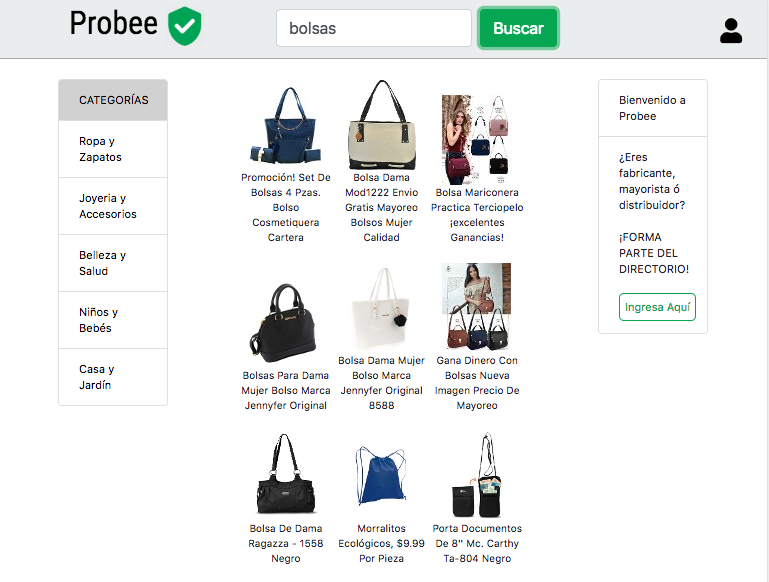 Probee
bolsas
Buscar
CATEGORÍAS
Ropa y
Zapatos
Joyeria y
Accesorios
Belleza y
Salud
Niños y
Bebés
Casa y
Jardín
Promoción! Set De
Bolsas 4 Pzas.
Bolso
Cosmetiquera
Cartera
Bolsa Dama
Mod1222 Envio
Gratis Mayoreo
Bolsos Mujer
Calidad
Bolsa Mariconera
Practica Terciopelo
¡excelentes
Ganancias!
Bolsas Para Dama
Mujer Bolso Marca
Jennyfer Original
Bolsa Dama Mujer
Bolso Marca
Jennyfer Original
8588
Gana Dinero Con
Bolsas Nueva
Imagen Precio De
Mayoreo
Bolsa De Dama
Ragazza - 1558
Negro
Morralitos
Ecológicos, $9.99
Por Pieza
Porta Documentos
De 8'' Mc. Carthy
Ta-804 Negro
Bienvenido a
Probee
¿Eres
fabricante,
mayorista ó
distribuidor?
¡FORMA
PARTE DEL
DIRECTORIO!
Ingresa Aquí